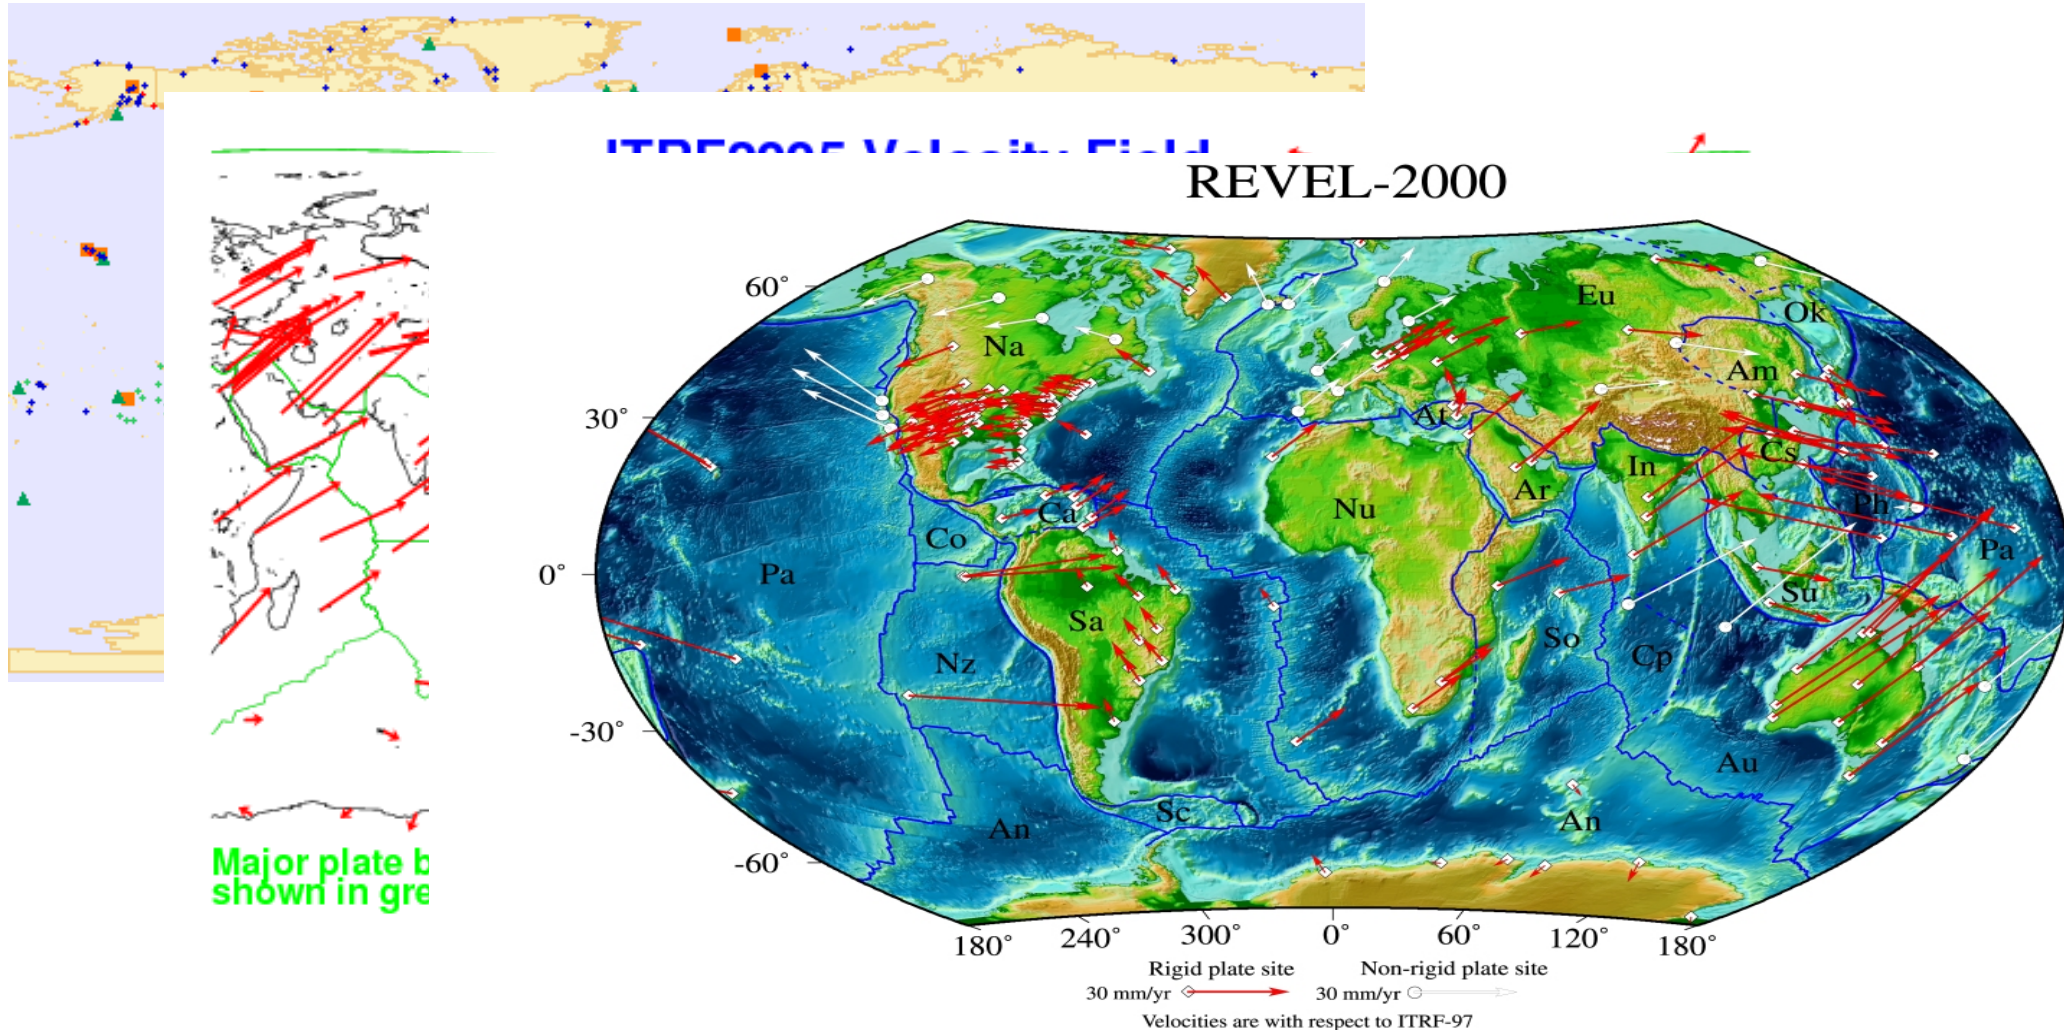 REVEL-2000
60°
30°
0°
-30°
-60°
Na
Eu
Ok
Am
At
Cs
In
Ar
Ph
Nu
Ca
Co
Pa
Pa
Sa
Su
So
Nz
Cp
Au
Sc
An
An
180° 240° 300° 0° 60° 120° 180°
Major plate b
shown in gre
Rigid plate site Non-rigid plate site
30 mm/yr 30 mm/yr
Velocities are with respect to ITRF-97